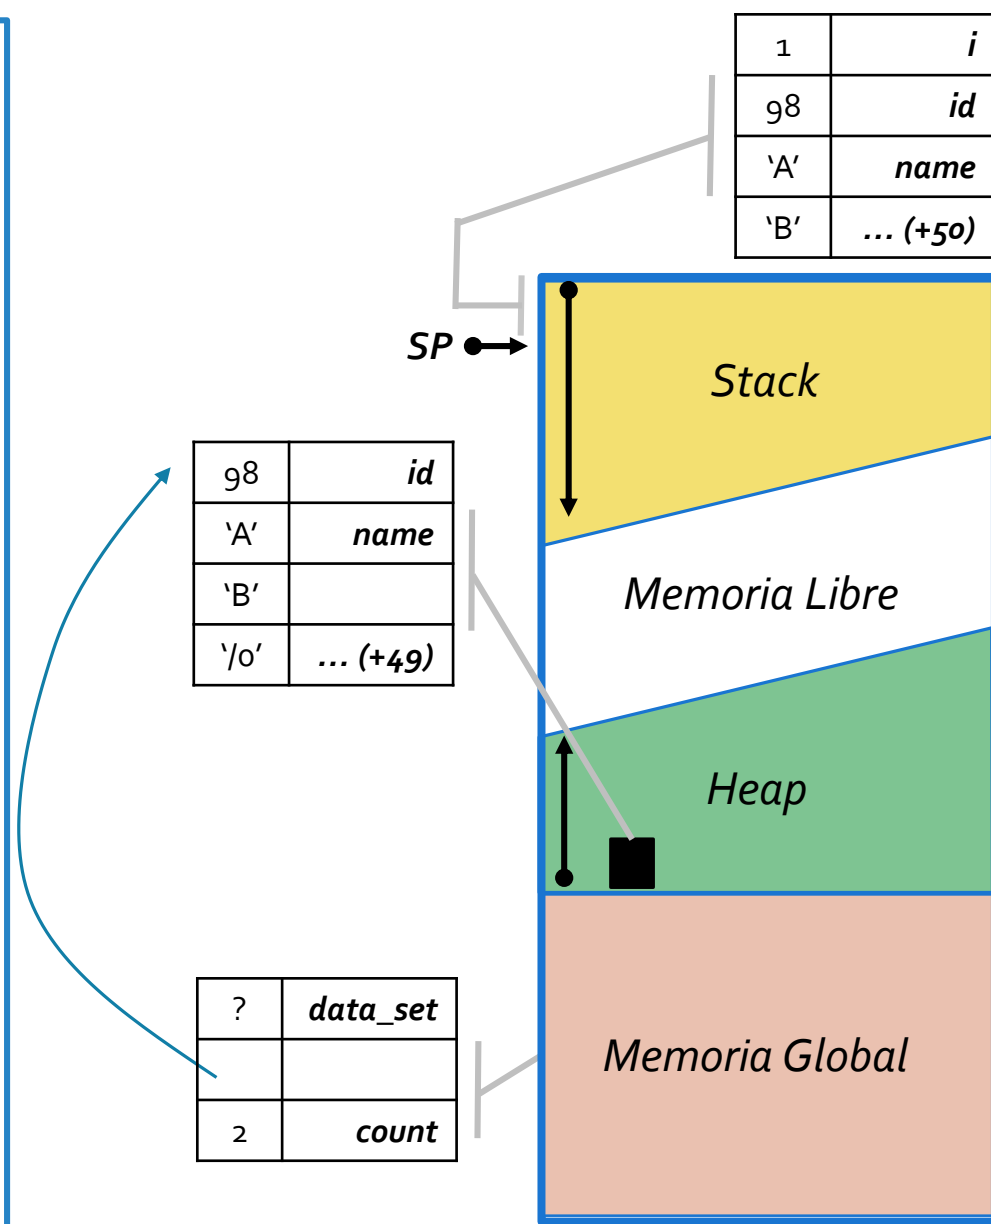 1 i
98 id
‘A’ name
‘B’ ... (+50)
SP
Stack
98 id
‘A’ name
‘B’
‘/0’ ... (+49)
Memoria Libre
Heap
? data_set
2 count
Memoria Global